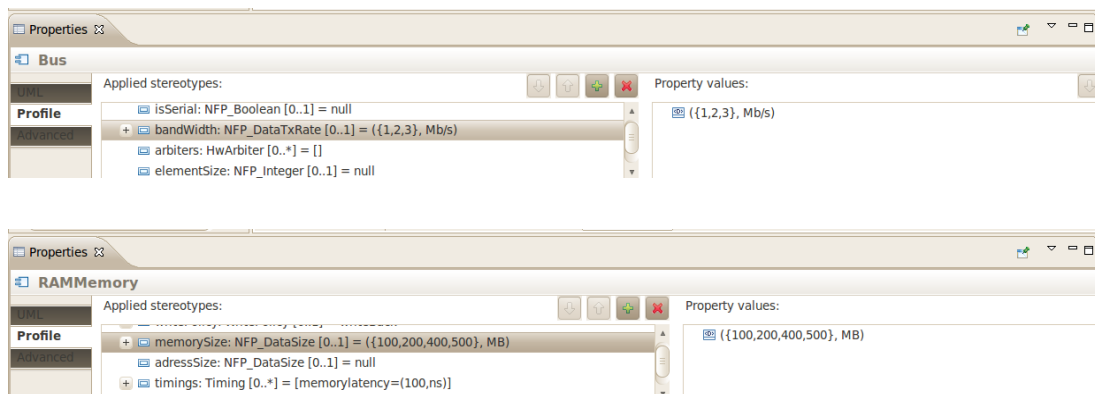 Properties
Bus
Applied stereotypes:
Property values:
UML
Profile
Advanced
isSerial: NFP_Boolean [0..1] = null
bandWidth: NFP_DataTxRate [0..1] = ({1,2,3}, Mb/s)
arbiters: HwArbiter [0..*] = []
elementSize: NFP_Integer [0..1] = null
({1,2,3}, Mb/s)
Properties
RAMMemory
Applied stereotypes:
Property values:
UML
Profile
Advanced
memorySize: NFP_DataSize [0..1] = ({100,200,400,500}, MB)
adressSize: NFP_DataSize [0..1] = null
timings: Timing [0..*] = [memorylatency=(100,ns)]
({100,200,400,500}, MB)